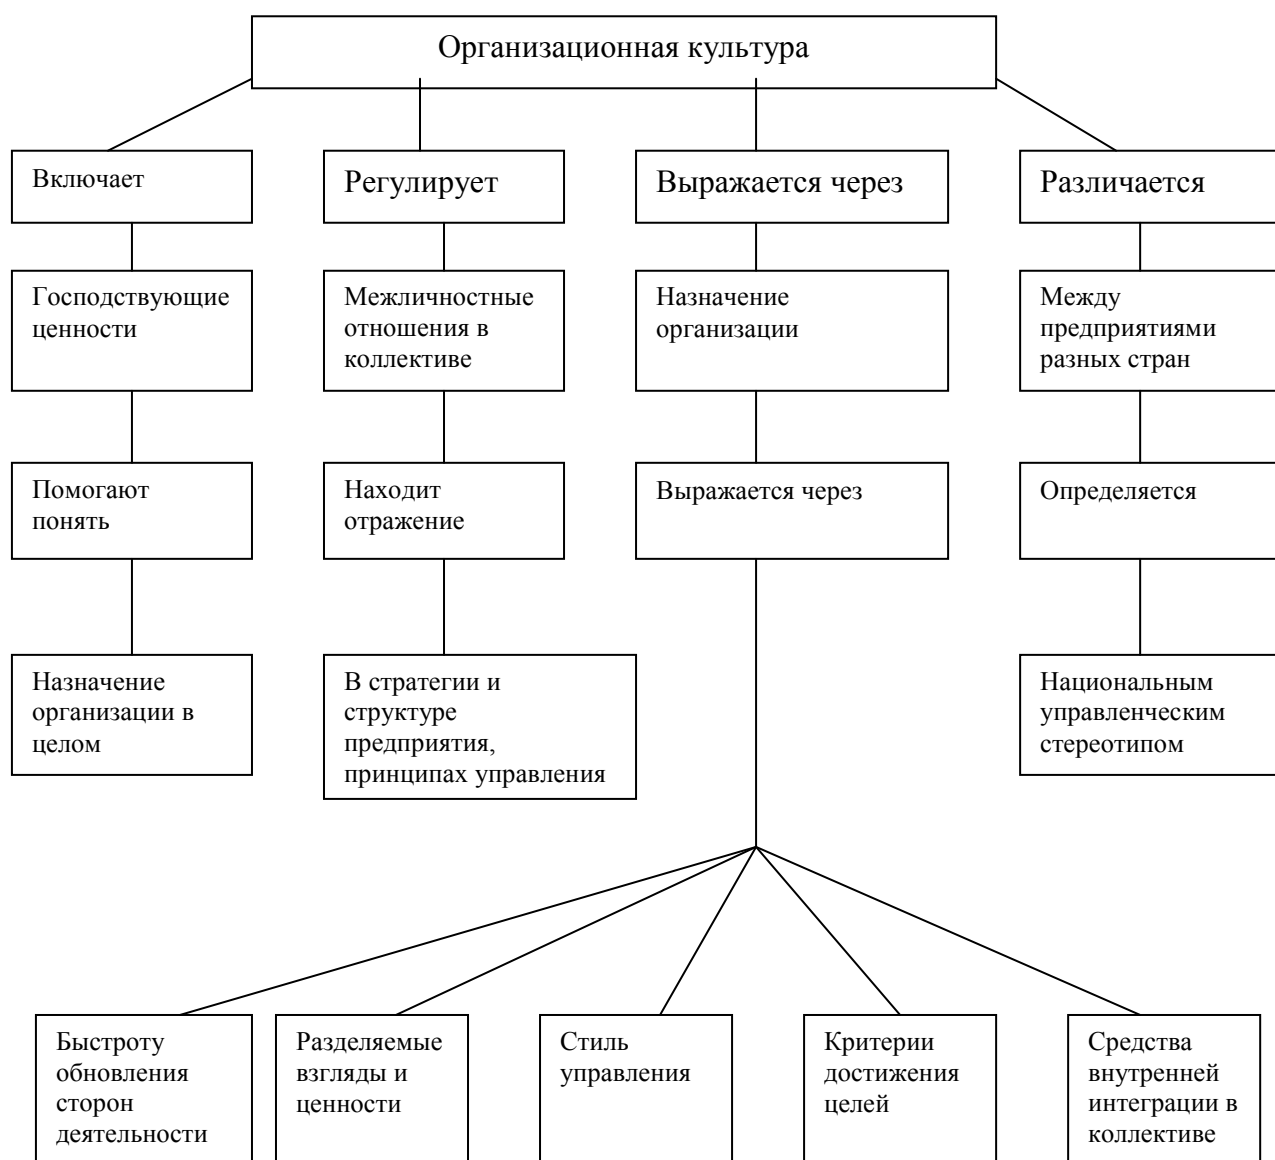 Организационная культура
Включает
Регулирует
Выражается через
Различается
Господствующие
ценности
Межличностные
отношения в
коллективе
Назначение
организации
Между
предприятиями
разных стран
Помогают
понять
Находит
отражение
Выражается через
Определяется
Назначение
организации в
целом
В стратегии и
структуре
предприятия,
принципах управления
Национальным
управленческим
стереотипом
Быстроту
обновления
сторон
деятельности
Разделяемые
взгляды и
ценности
Стиль
управления
Критерии
достижения
целей
Средства
внутренней
интеграции в
коллективе